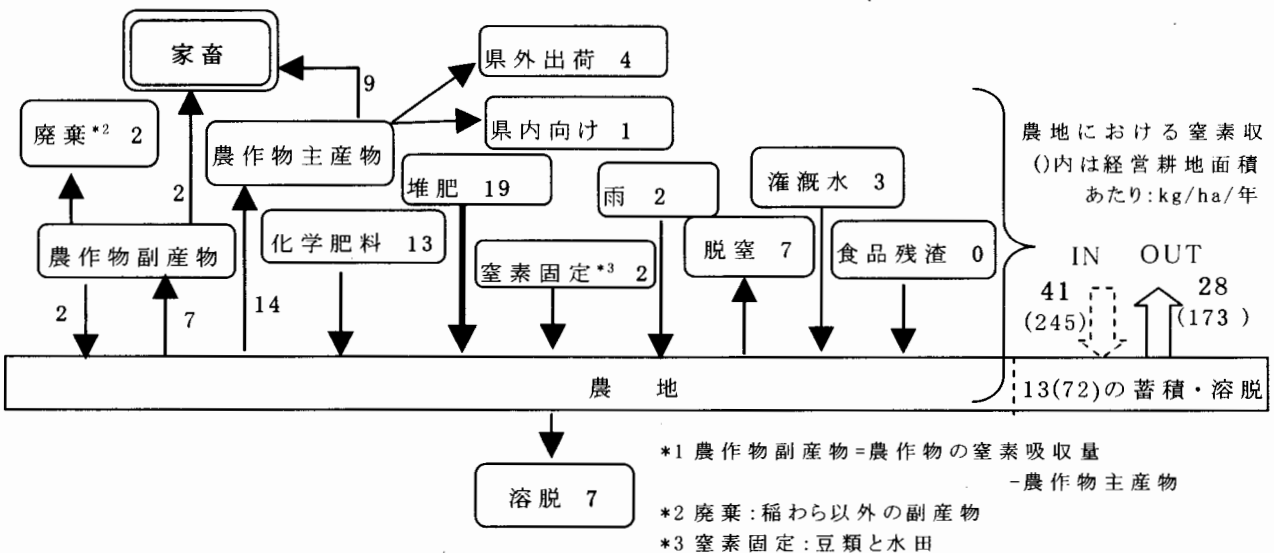 家畜
県外出荷 4
9
県内向け 1
廃棄*2 2
農作物主産物
2
堆肥 19
雨 2
灌漑水 3
農作物副産物
化学肥料 13
窒素固定*3 2
脱窒 7
食品残渣 0
2
7
14
農地における窒素収
()内は経営耕地面積
あたり:kg/ha/年
IN OUT
41 28
(245) (173 )
農 地
13(72)の蓄積・溶脱
溶脱 7
*1 農作物副産物=農作物の窒素吸収量
-農作物主産物
*2 廃棄:稲わら以外の副産物
*3 窒素固定:豆類と水田